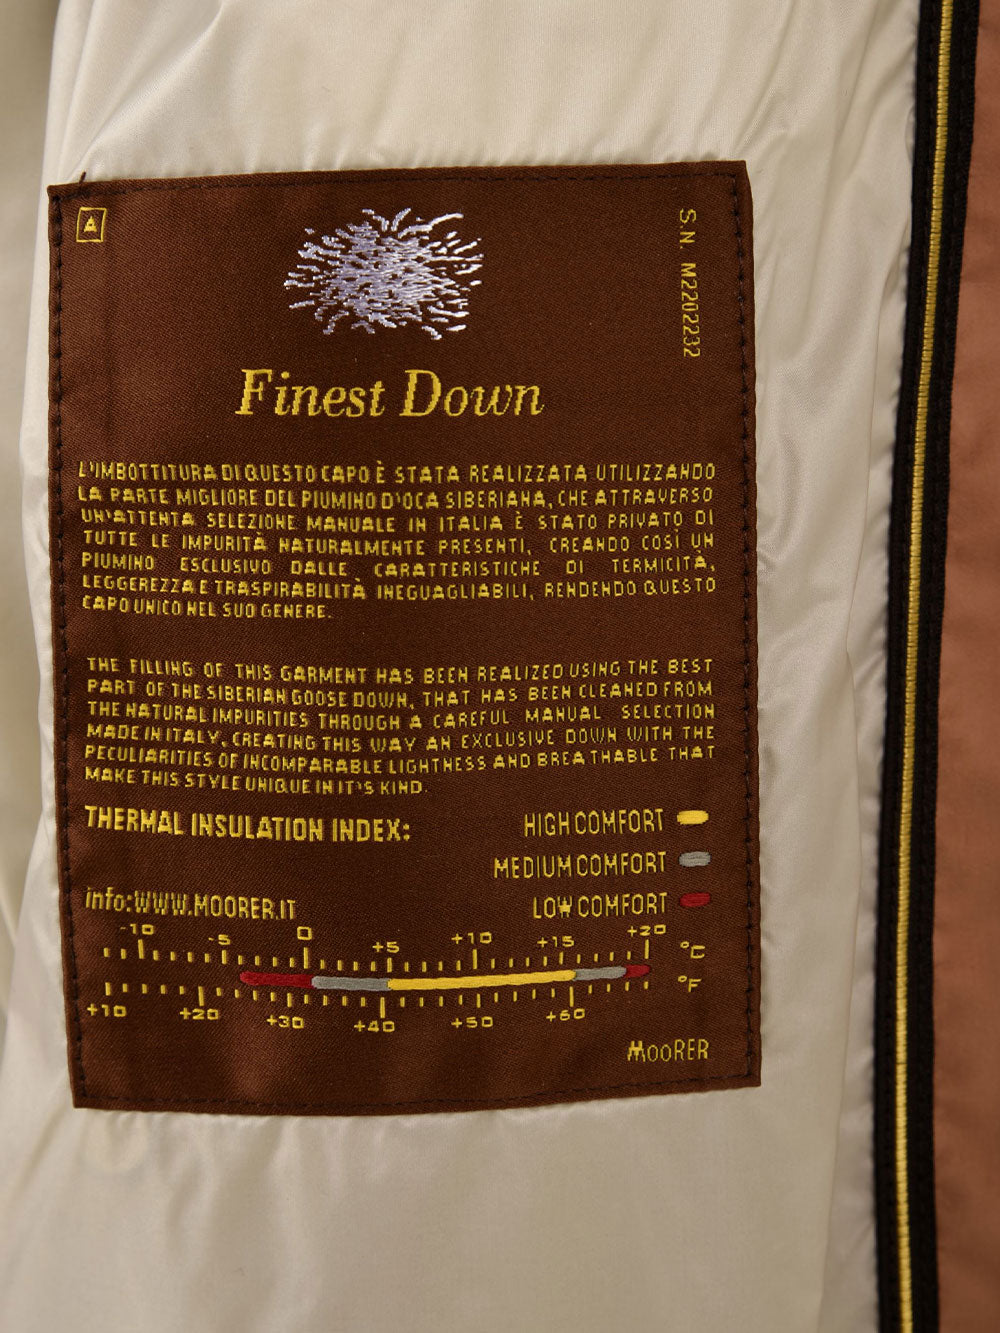 A
S.N. M2202232
Finest Down
L'IMBOTTITURA DI QUESTO CAPO È STATA REALIZZATA UTILIZZANDO
LA PARTE MIGLIORE DEL PIUMINO D'OCA SIBERIANA, CHE ATTRAVERSO
UN'ATTENTA SELEZIONE MANUALE IN ITALIA È STATO PRIVATO DI
TUTTE LE IMPURITÀ NATURALMENTE PRESENTI, CREANDO COSÌ UN
PIUMINO ESCLUSIVO DALLE CARATTERISTICHE DI TERMICITÀ,
LEGGEREZZA E TRASPIRABILITÀ INEGUAGLIABILI, RENDENDO QUESTO
CAPO UNICO NEL SUO GENERE.
THE FILLING OF THIS GARMENT HAS BEEN REALIZED USING THE BEST
PART OF THE SIBERIAN GOOSE DOWN, THAT HAS BEEN CLEANED FROM
THE NATURAL IMPURITIES THROUGH A CAREFUL MANUAL SELECTION
MADE IN ITALY, CREATING THIS WAY AN EXCLUSIVE DOWN WITH THE
PECULIARITIES OF INCOMPARABLE LIGHTNESS AND BREATHABLE THAT
MAKE THIS STYLE UNIQUE IN IT'S KIND.
THERMAL INSULATION INDEX: HIGH COMFORT
MEDIUM COMFORT
info:WWW.MOORER.IT LOW COMFORT
-10 -5 0 +5 +10 +15 +20 °C
+10 +20 +30 +40 +50 +60 °F
MOORER